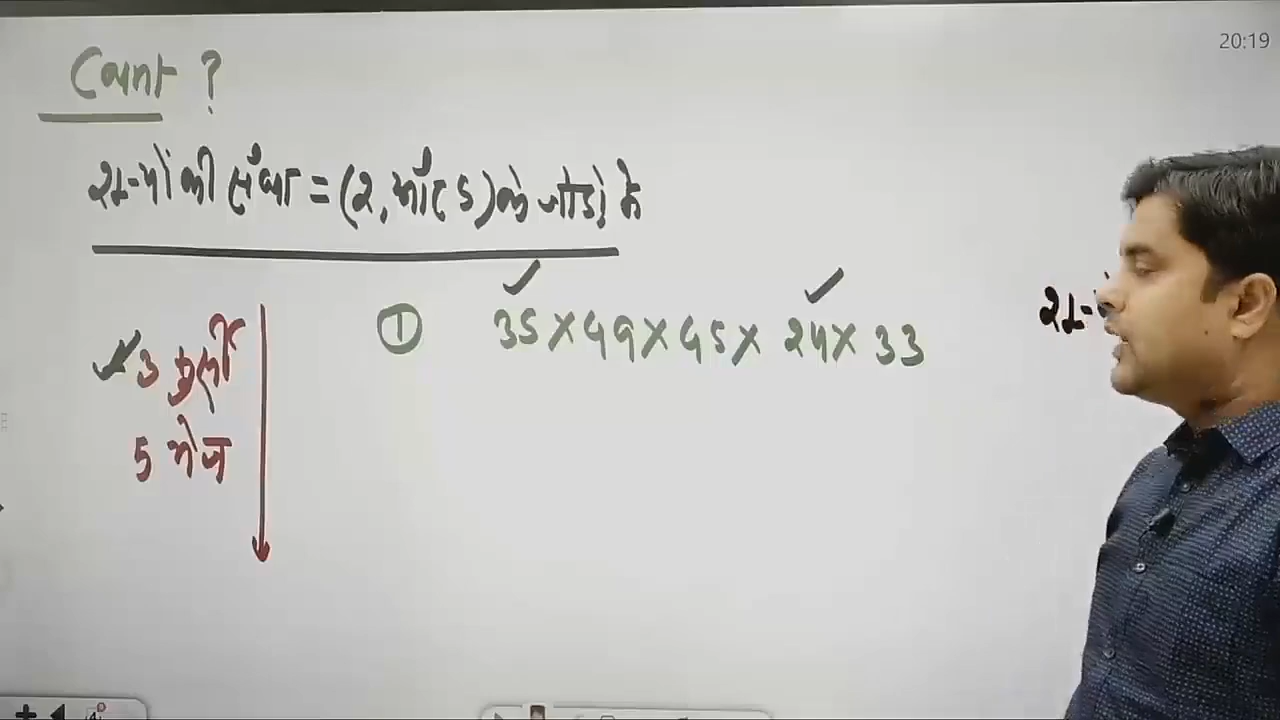 20:19
Count ?
शून्यों की संख्या = (2, और 5) के जोड़ों के
① 35 × 49 × 45 × 24 × 33
3 कुर्सी
5 मेज